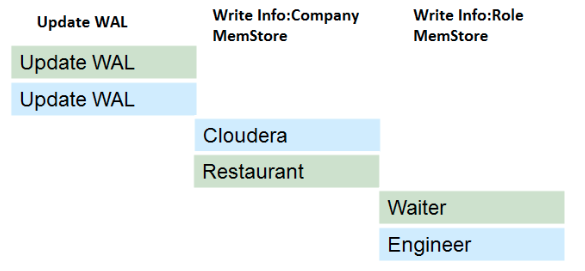 Update WAL
Write Info:Company
MemStore
Write Info:Role
MemStore
Update WAL
Update WAL
Cloudera
Restaurant
Waiter
Engineer